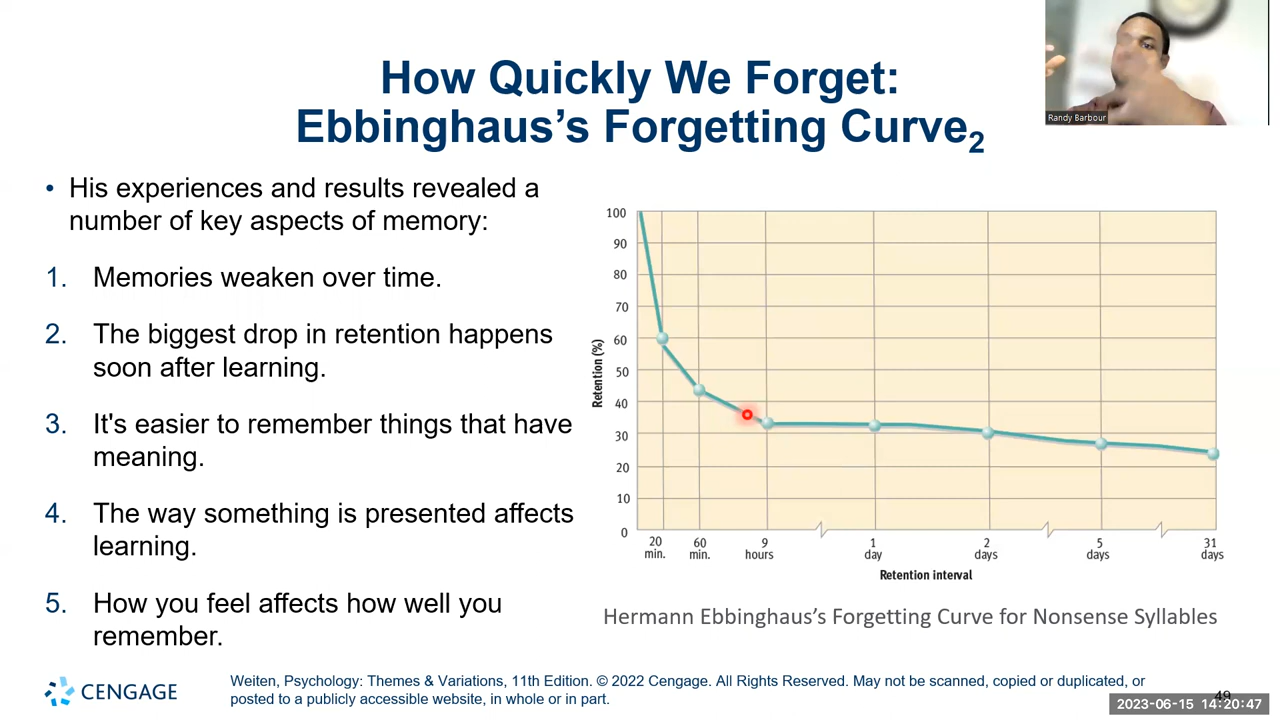 How Quickly We Forget:
Ebbinghaus's Forgetting Curve2
Randy Barbour
• His experiences and results revealed a
number of key aspects of memory:
1. Memories weaken over time.
2. The biggest drop in retention happens
soon after learning.
3. It's easier to remember things that have
meaning.
4. The way something is presented affects
learning.
5. How you feel affects how well you
remember.
Retention (%)
100
90
80
70
60
50
40
30
20
10
0
20 min.
60 min.
9 hours
1 day
2 days
5 days
31 days
Retention interval
Hermann Ebbinghaus's Forgetting Curve for Nonsense Syllables
CENGAGE
Weiten, Psychology: Themes & Variations, 11th Edition. © 2022 Cengage. All Rights Reserved. May not be scanned, copied or duplicated, or
posted to a publicly accessible website, in whole or in part.
49
2023-06-15 14:20:47